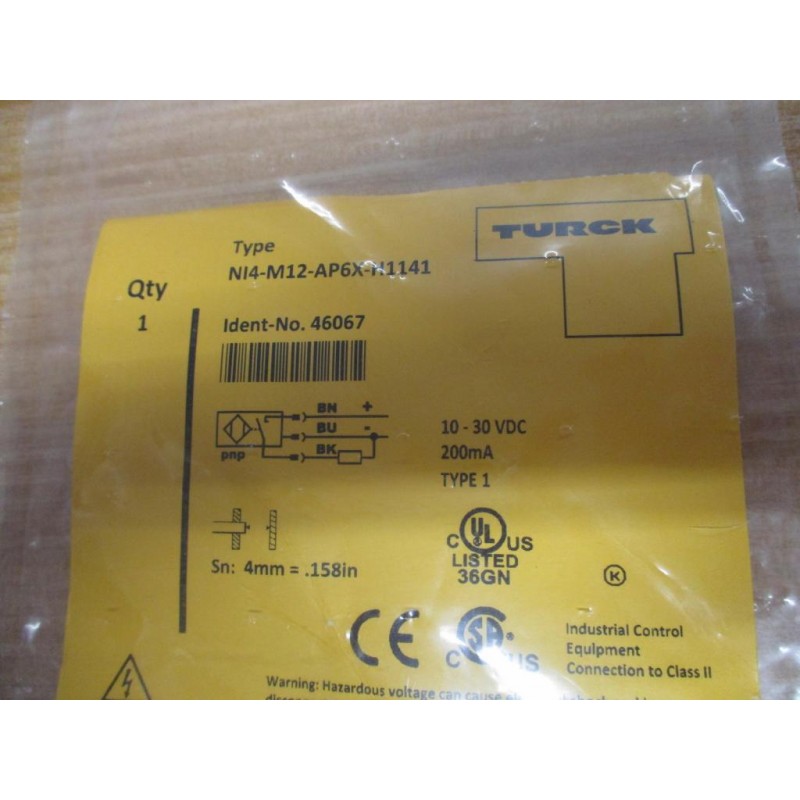 TURCK
Type
NI4-M12-AP6X-H1141
Qty
1
Ident-No. 46067
BN +
BU -
BK
pnp
10 - 30 VDC
200mA
TYPE 1
Sn: 4mm = .158in
C UL US
LISTED
36GN
K
CE
C SA US
Industrial Control
Equipment
Connection to Class II
Warning: Hazardous voltage can cause